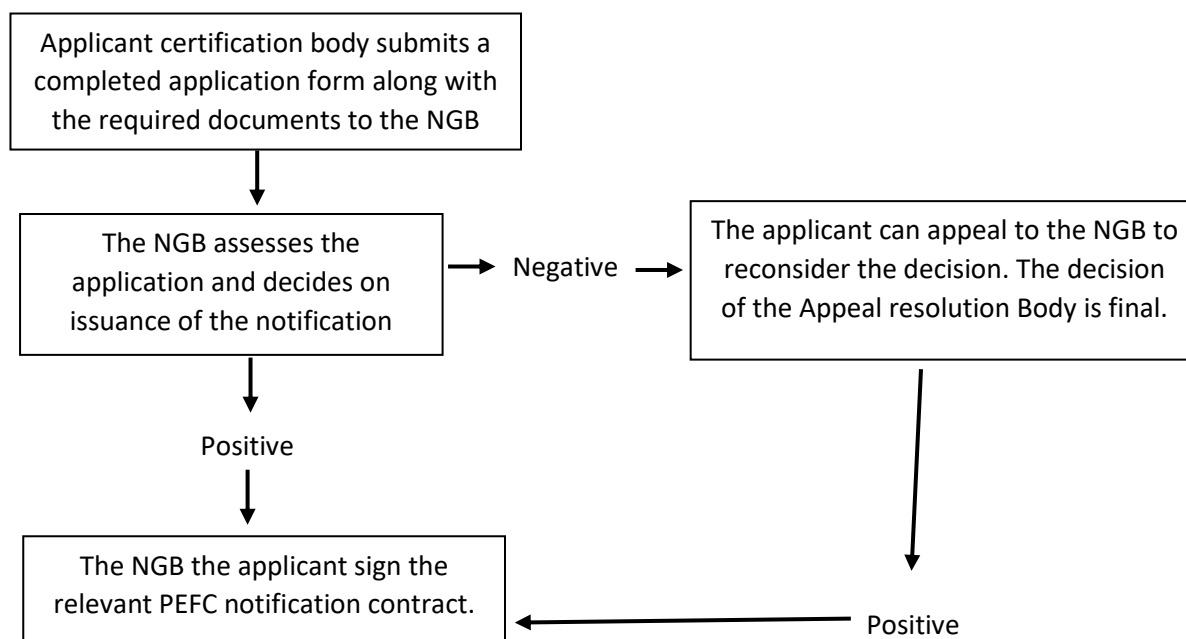 Applicant certification body submits a
completed application form along with
the required documents to the NGB
The NGB assesses the
application and decides on
issuance of the notification
Negative
The applicant can appeal to the NGB to
reconsider the decision. The decision
of the Appeal resolution Body is final.
Positive
The NGB the applicant sign the
relevant PEFC notification contract.
Positive